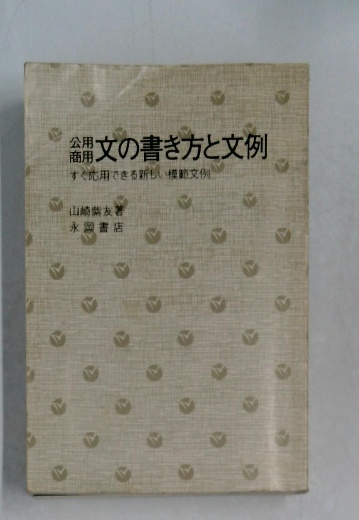 公用商用文の書き方と文例
すぐ応用できる新しい模範文例
山崎紫友著
永岡書店